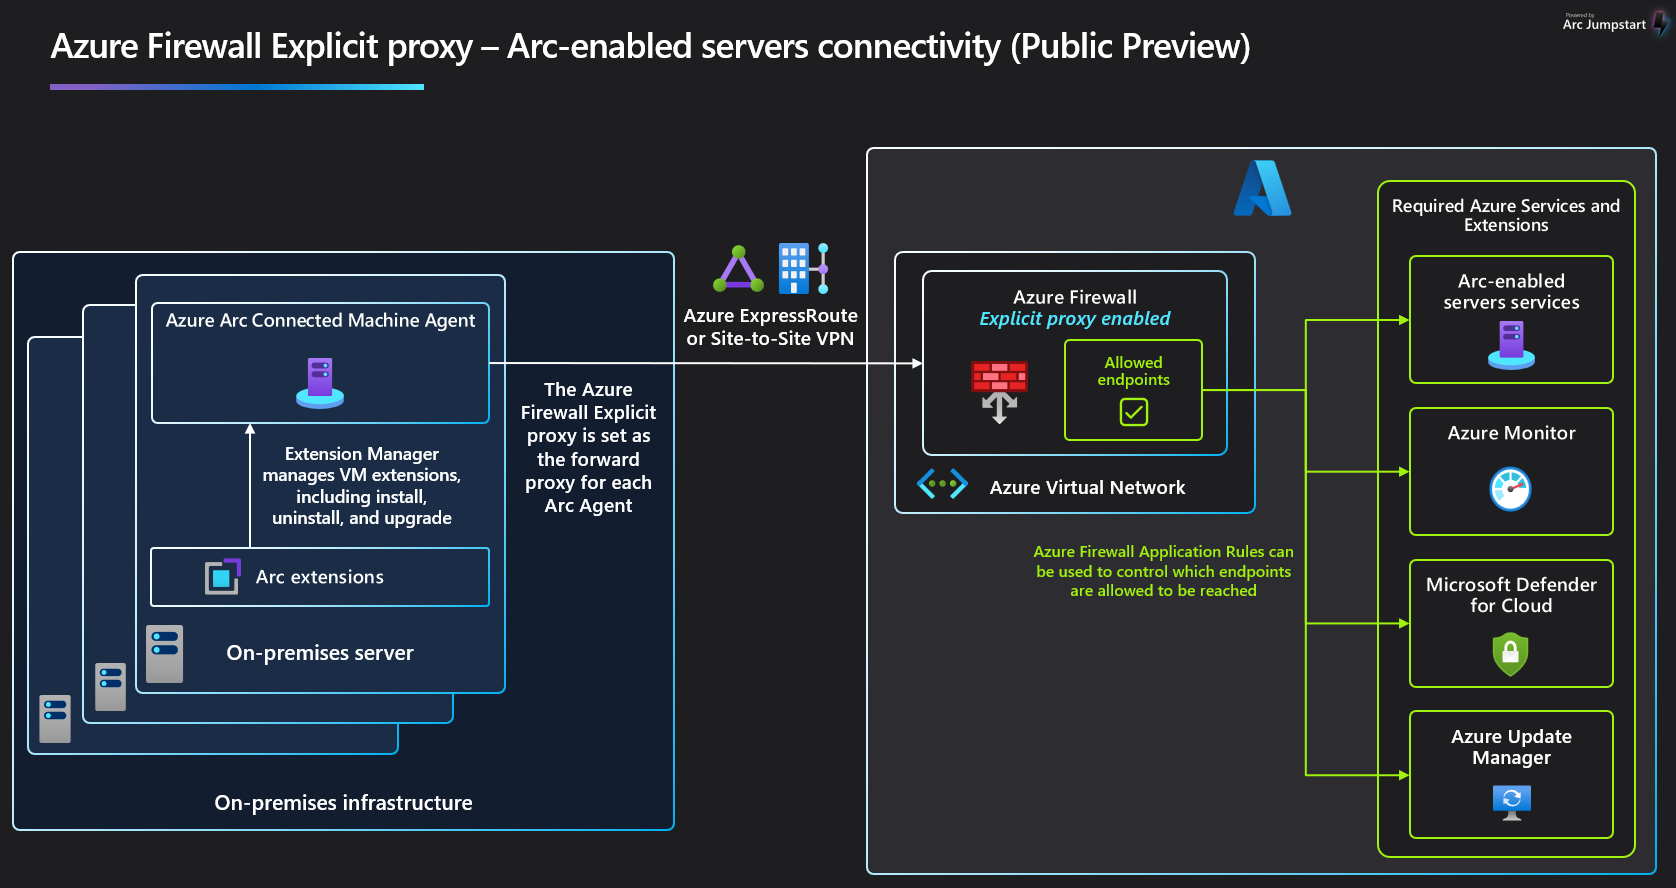 Powered by
Arc Jumpstart
Azure Firewall Explicit proxy – Arc-enabled servers connectivity (Public Preview)
Azure Arc Connected Machine Agent
Extension Manager
manages VM extensions,
including install,
uninstall, and upgrade
Arc extensions
On-premises server
On-premises infrastructure
Azure ExpressRoute
or Site-to-Site VPN
The Azure
Firewall Explicit
proxy is set as
the forward
proxy for each
Arc Agent
Azure Firewall
Explicit proxy enabled
Allowed
endpoints
Azure Virtual Network
Azure Firewall Application Rules can
be used to control which endpoints
are allowed to be reached
Required Azure Services and
Extensions
Arc-enabled
servers services
Azure Monitor
Microsoft Defender
for Cloud
Azure Update
Manager